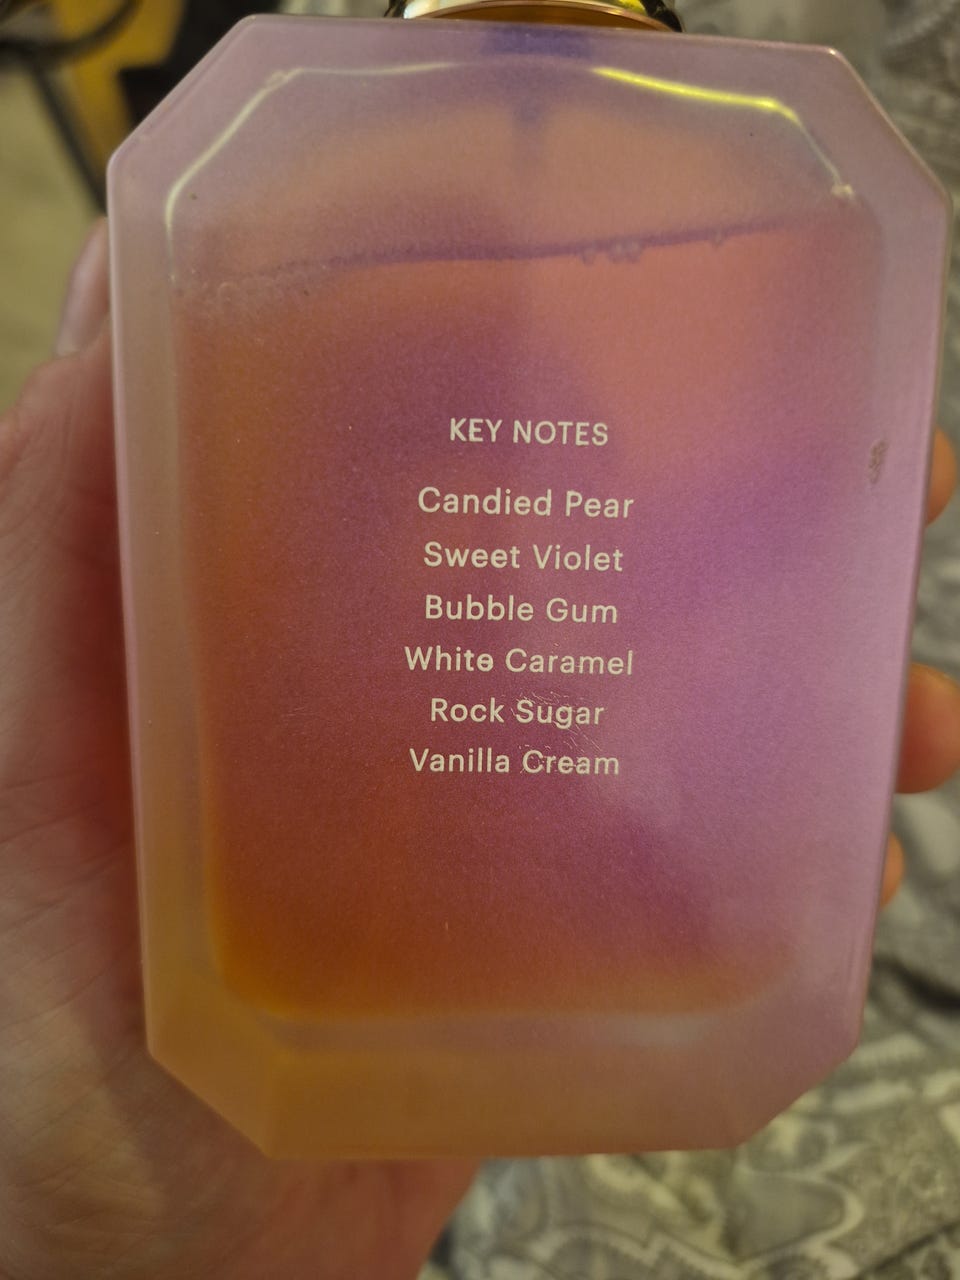 KEY NOTES
Candied Pear
Sweet Violet
Bubble Gum
White Caramel
Rock Sugar
Vanilla Cream